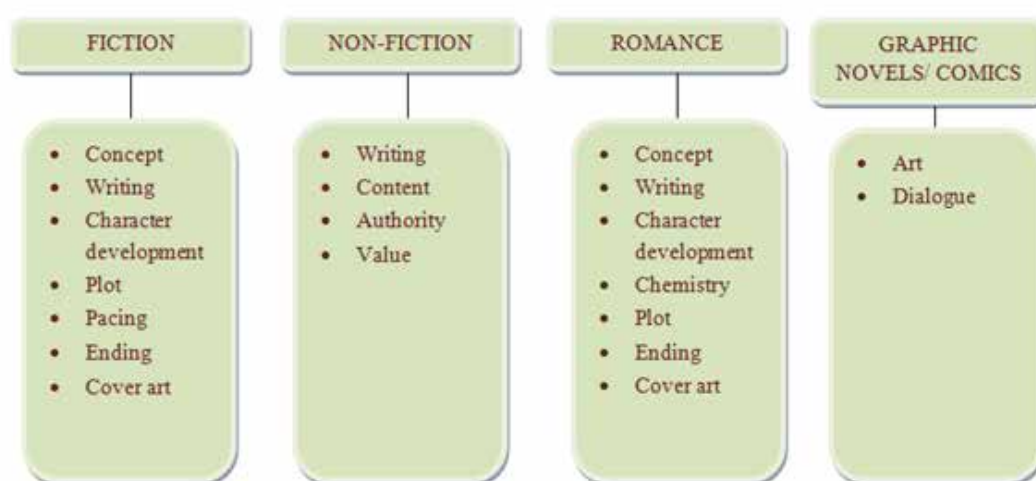 FICTION
• Concept
• Writing
• Character
development
• Plot
• Pacing
• Ending
• Cover art
NON-FICTION
• Writing
• Content
• Authority
• Value
ROMANCE
• Concept
• Writing
• Character
development
• Chemistry
• Plot
• Ending
• Cover art
GRAPHIC
NOVELS/ COMICS
• Art
• Dialogue